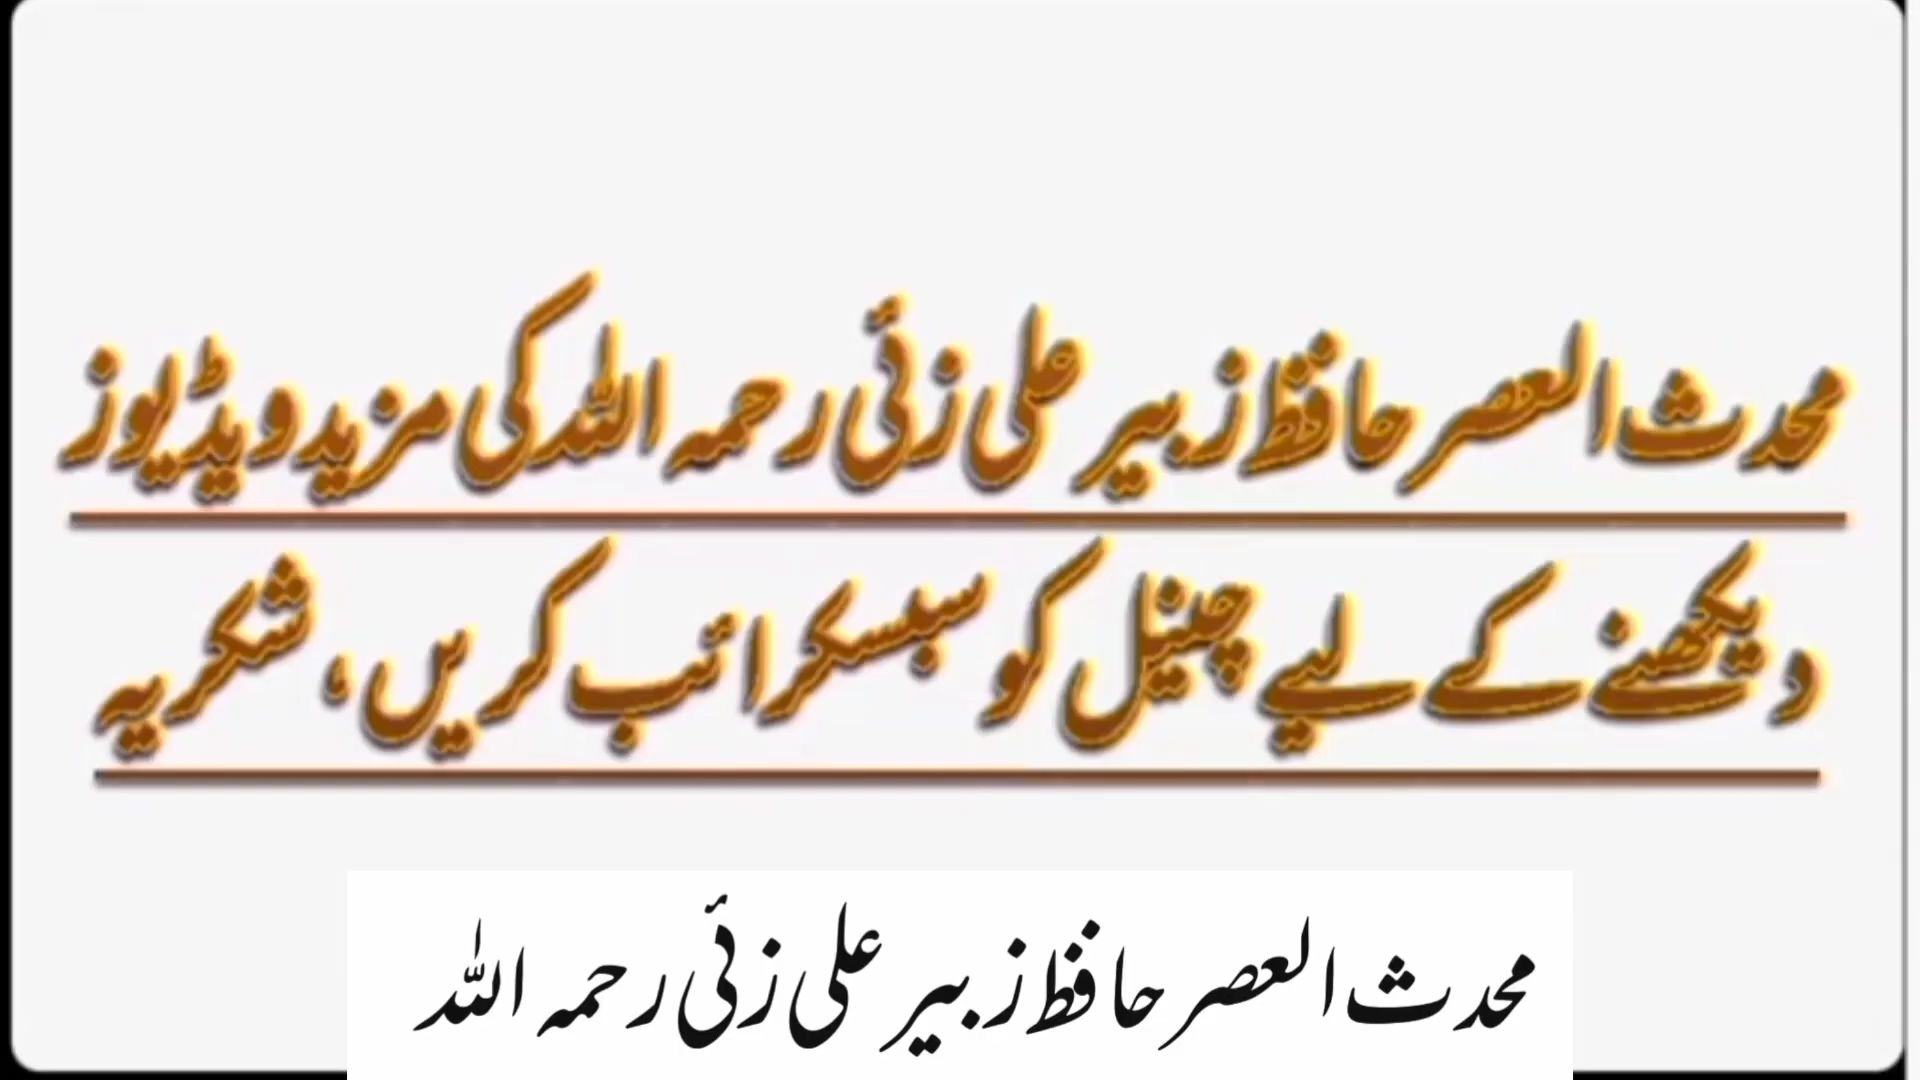 محدث العصر حافظ زبیر علی زئی رحمہ اللہ کی مزید ویڈیوز
دیکھنے کے لیے چینیل کو سبسکرائب کریں، شکریہ
محدث العصر حافظ زبیر علی زئی رحمہ اللہ